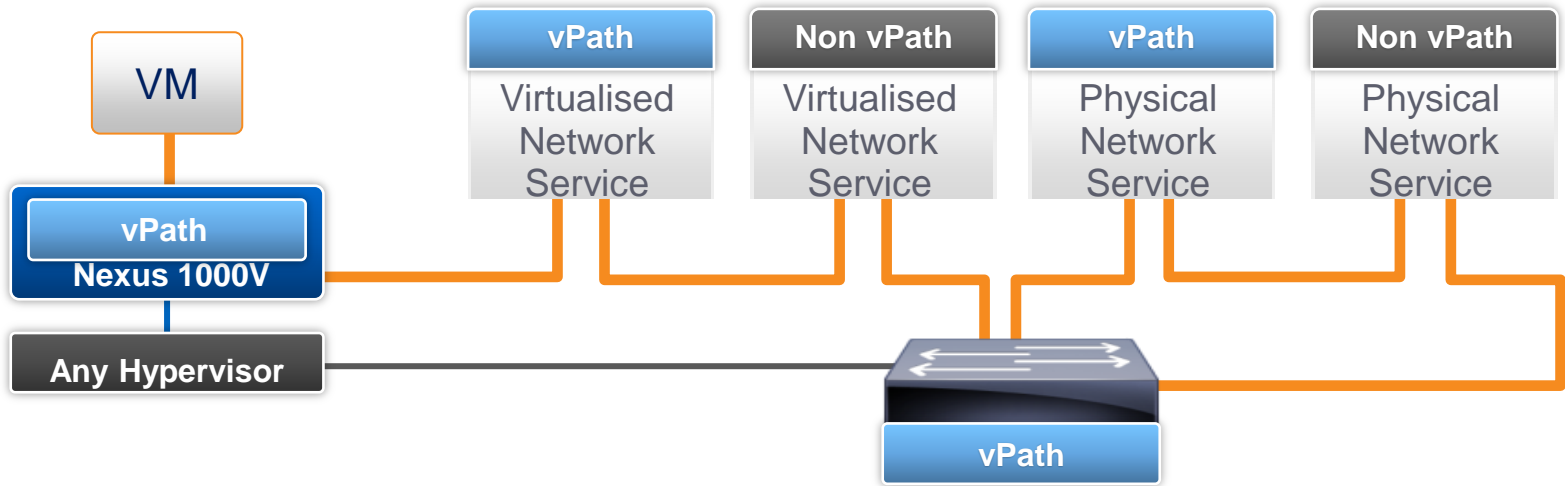 vPath
Virtualised
Network
Service
Non vPath
Virtualised
Network
Service
vPath
Physical
Network
Service
Non vPath
Physical
Network
Service
VM
vPath
Nexus 1000V
Any Hypervisor
vPath